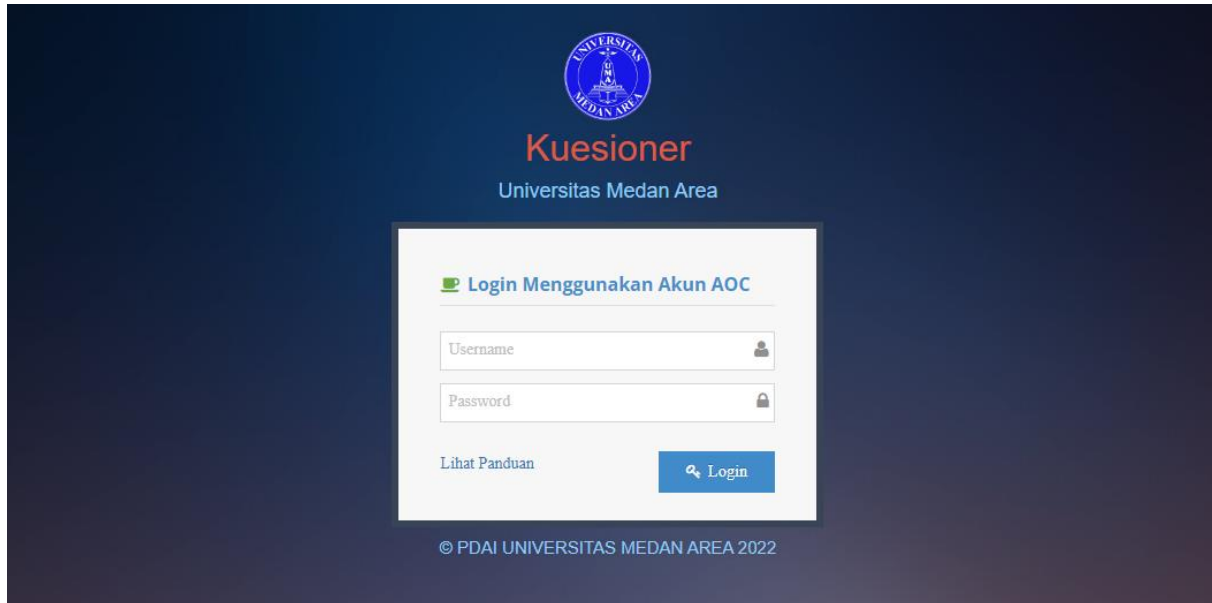 UNIVERSITAS
UMA
MEDAN AREA
Kuesioner
Universitas Medan Area
Login Menggunakan Akun AOC
Username
Password
Lihat Panduan
Login
© PDAI UNIVERSITAS MEDAN AREA 2022